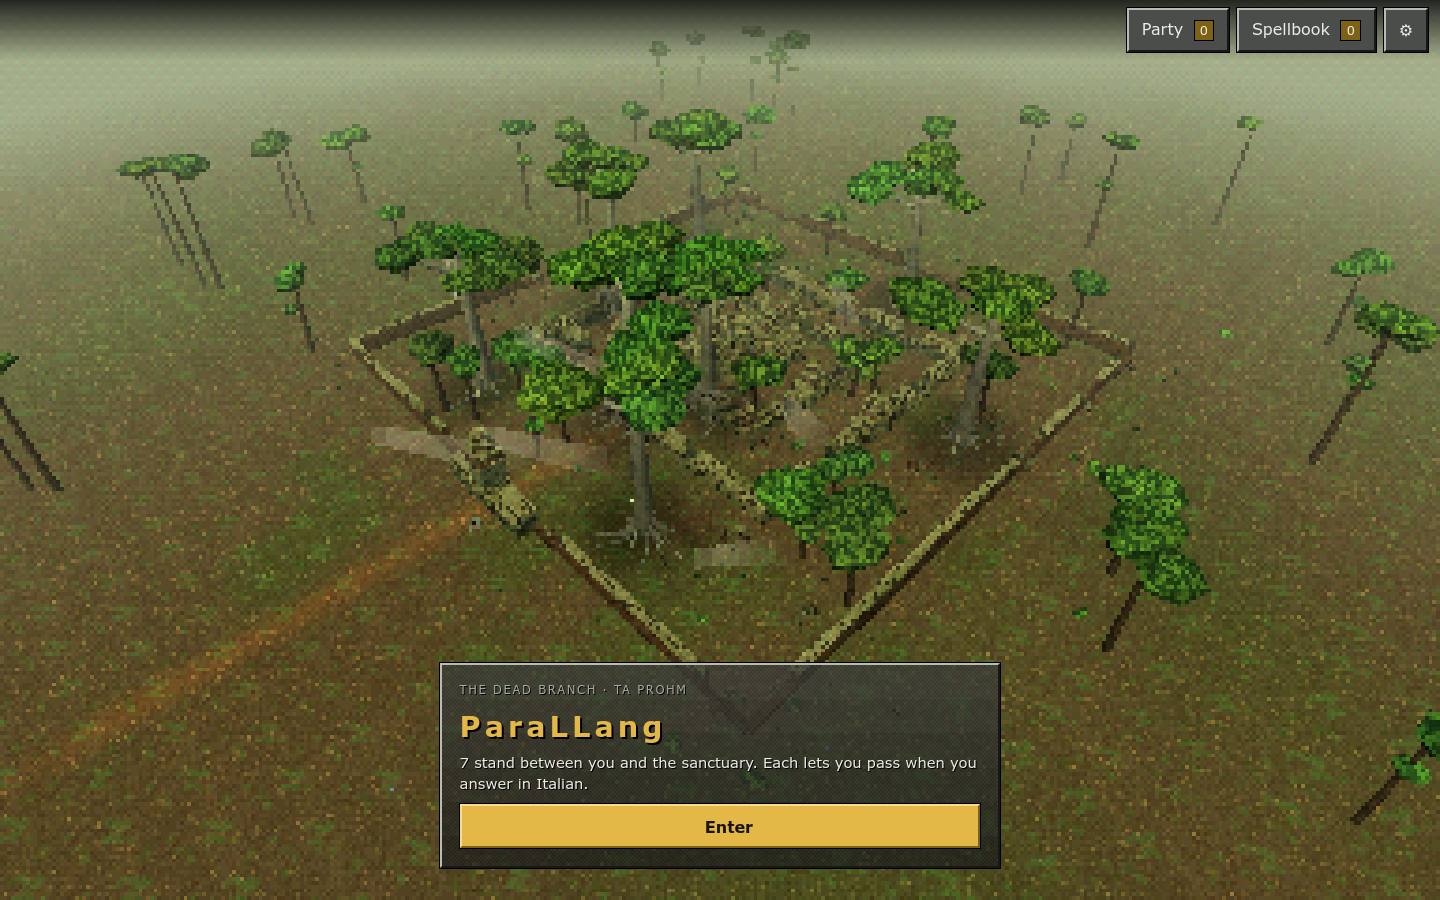 Party 0 Spellbook 0 ⚙
THE DEAD BRANCH · TA PROHM
ParaLLang
7 stand between you and the sanctuary. Each lets you pass when you
answer in Italian.
Enter